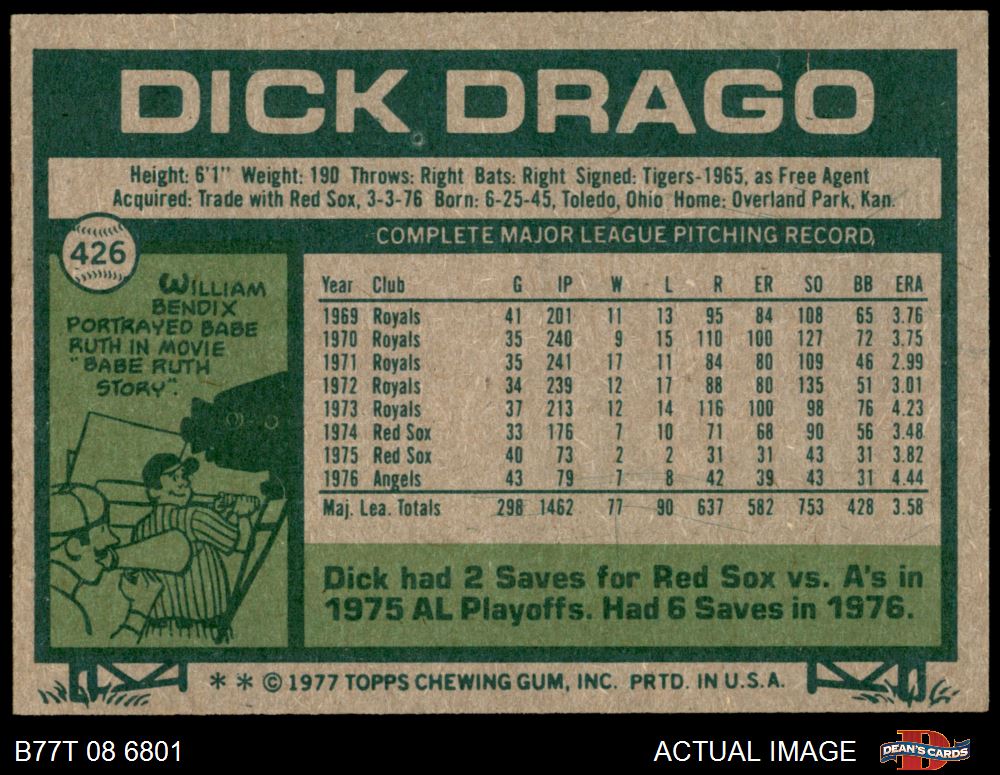 DICK DRAGO
Height: 6'1" Weight: 190 Throws: Right Bats: Right Signed: Tigers-1965, as Free Agent
Acquired: Trade with Red Sox, 3-3-76 Born: 6-25-45, Toledo, Ohio Home: Overland Park, Kan.
426
COMPLETE MAJOR LEAGUE PITCHING RECORD,
WILLIAM
BENDIX
PORTRAYED BABE
RUTH IN MOVIE
"BABE RUTH
STORY".
Year Club G IP W L R ER SO BB ERA
1969 Royals 41 201 11 13 95 84 108 65 3.76
1970 Royals 35 240 9 15 110 100 127 72 3.75
1971 Royals 35 241 17 11 84 80 109 46 2.99
1972 Royals 34 239 12 17 88 80 135 51 3.01
1973 Royals 37 213 12 14 116 100 98 76 4.23
1974 Red Sox 33 176 7 10 71 68 90 56 3.48
1975 Red Sox 40 73 2 2 31 31 43 31 3.82
1976 Angels 43 79 7 8 42 39 43 31 4.44
Maj. Lea. Totals 298 1462 77 90 637 582 753 428 3.58
Dick had 2 Saves for Red Sox vs. A's in
1975 AL Playoffs. Had 6 Saves in 1976.
* * © 1977 TOPPS CHEWING GUM, INC. PRTD. IN U.S.A.
B77T 08 6801
ACTUAL IMAGE
DEAN'S CARDS